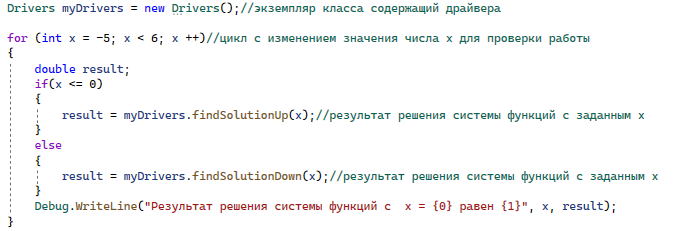 Drivers myDrivers = new Drivers();//экземпляр класса содержащий драйвера
for (int x = -5; x < 6; x ++)//цикл с изменением значения числа x для проверки работы
{
double result;
if(x <= 0)
{
result = myDrivers.findSolutionUp(x);//результат решения системы функций с заданным x
}
else
{
result = myDrivers.findSolutionDown(x);//результат решения системы функций с заданным x
}
Debug.WriteLine("Результат решения системы функций с  x = {0} равен {1}", x, result);
}